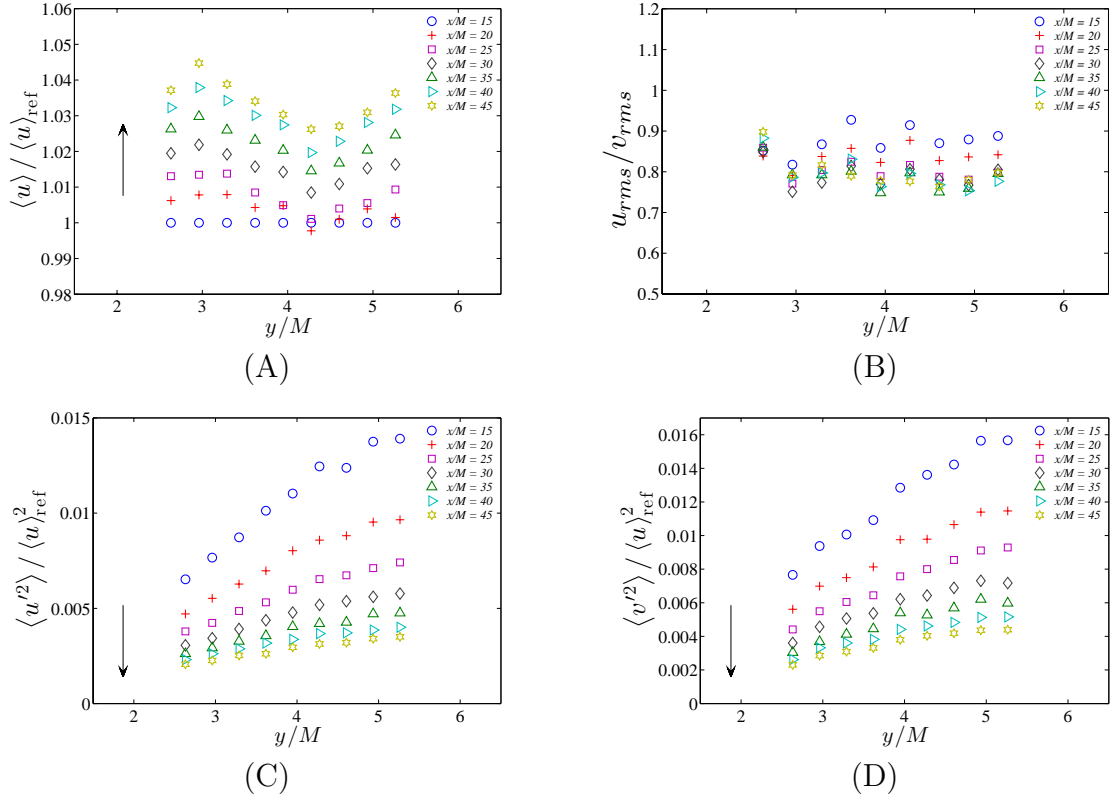 1.06
1.05
1.04
1.03
1.02
1.01
1
0.99
0.98
2 3 4 5 6
⟨u⟩ / ⟨u⟩ref
y/M
x/M = 15
x/M = 20
x/M = 25
x/M = 30
x/M = 35
x/M = 40
x/M = 45
(A)
1.2
1.1
1
0.9
0.8
0.7
0.6
0.5
2 3 4 5 6
u_rms/v_rms
y/M
x/M = 15
x/M = 20
x/M = 25
x/M = 30
x/M = 35
x/M = 40
x/M = 45
(B)
0.015
0.01
0.005
0
2 3 4 5 6
⟨u′²⟩ / ⟨u⟩²ref
y/M
x/M = 15
x/M = 20
x/M = 25
x/M = 30
x/M = 35
x/M = 40
x/M = 45
(C)
0.016
0.014
0.012
0.01
0.008
0.006
0.004
0.002
0
2 3 4 5 6
⟨v′²⟩ / ⟨u⟩²ref
y/M
x/M = 15
x/M = 20
x/M = 25
x/M = 30
x/M = 35
x/M = 40
x/M = 45
(D)